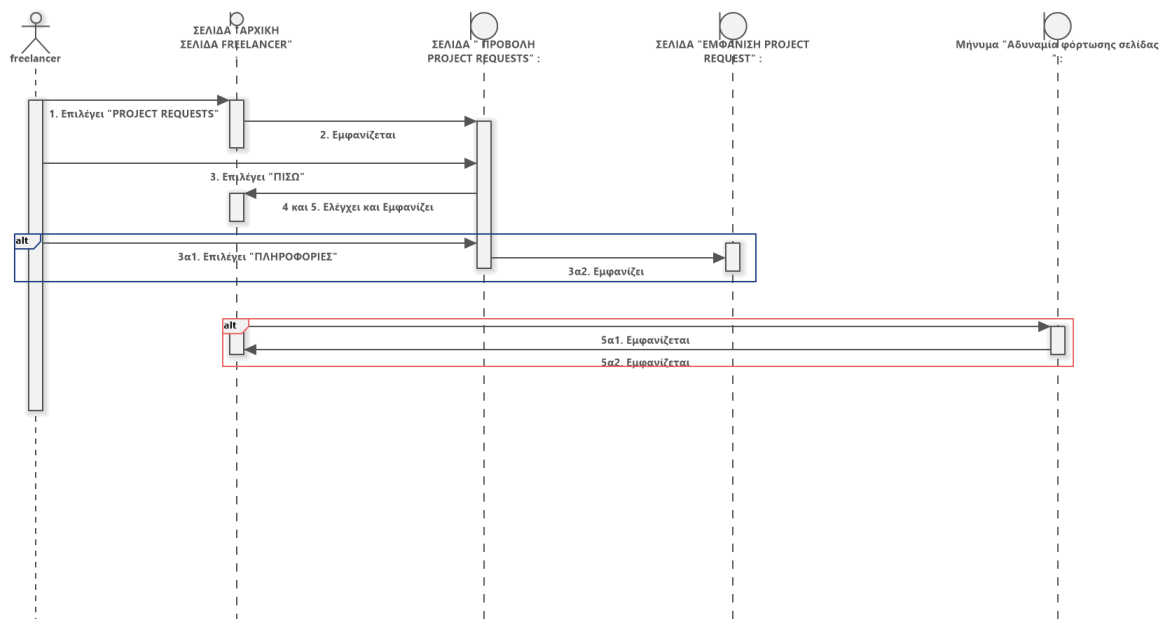 freelancer
ΣΕΛΙΔΑ "ΑΡΧΙΚΗ
ΣΕΛΙΔΑ FREELANCER"
:
ΣΕΛΙΔΑ " ΠΡΟΒΟΛΗ
PROJECT REQUESTS" :
ΣΕΛΙΔΑ "ΕΜΦΑΝΙΣΗ PROJECT
REQUEST" :
Μήνυμα "Αδυναμία φόρτωσης σελίδας
" :
1. Επιλέγει "PROJECT REQUESTS"
2. Εμφανίζεται
3. Επιλέγει "ΠΙΣΩ"
4 και 5. Ελέγχει και Εμφανίζει
alt
3α1. Επιλέγει "ΠΛΗΡΟΦΟΡΙΕΣ"
3α2. Εμφανίζει
alt
5α1. Εμφανίζεται
5α2. Εμφανίζεται